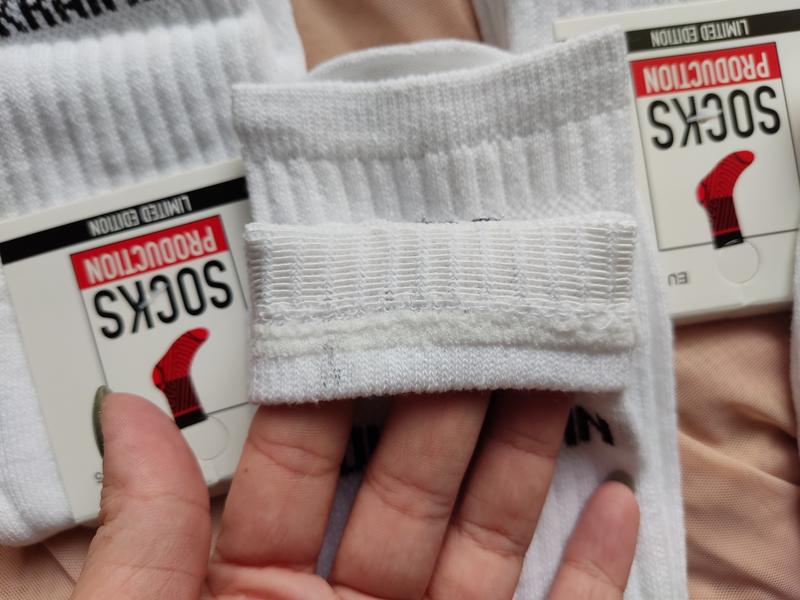 SOCKS
PRODUCTION
LIMITED EDITION
EU
SOCKS
PRODUCTION
LIMITED EDITION